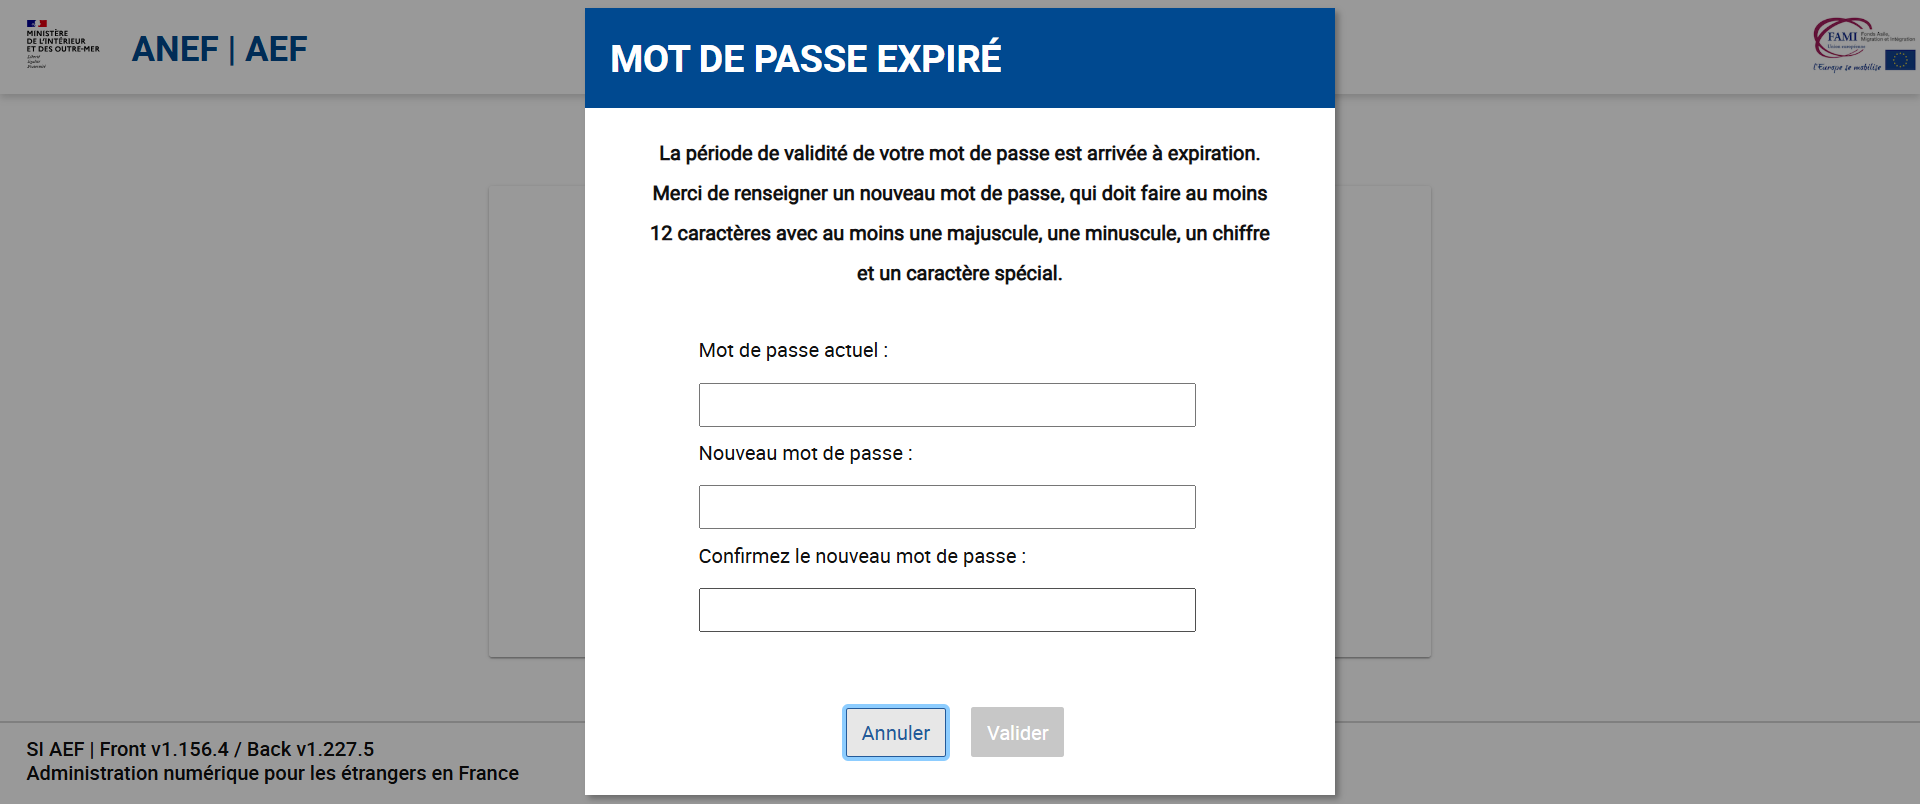 MINISTÈRE
DE L'INTÉRIEUR
ET DES OUTRE-MER
Liberté
Égalité
Fraternité
ANEF | AEF
MOT DE PASSE EXPIRÉ
FAMI
Fonds Asile,
Migration et Intégration
Union européenne
l'Europe se mobilise
La période de validité de votre mot de passe est arrivée à expiration.
Merci de renseigner un nouveau mot de passe, qui doit faire au moins
12 caractères avec au moins une majuscule, une minuscule, un chiffre
et un caractère spécial.
Mot de passe actuel :
Nouveau mot de passe :
Confirmez le nouveau mot de passe :
Annuler
Valider
SI AEF | Front v1.156.4 / Back v1.227.5
Administration numérique pour les étrangers en France